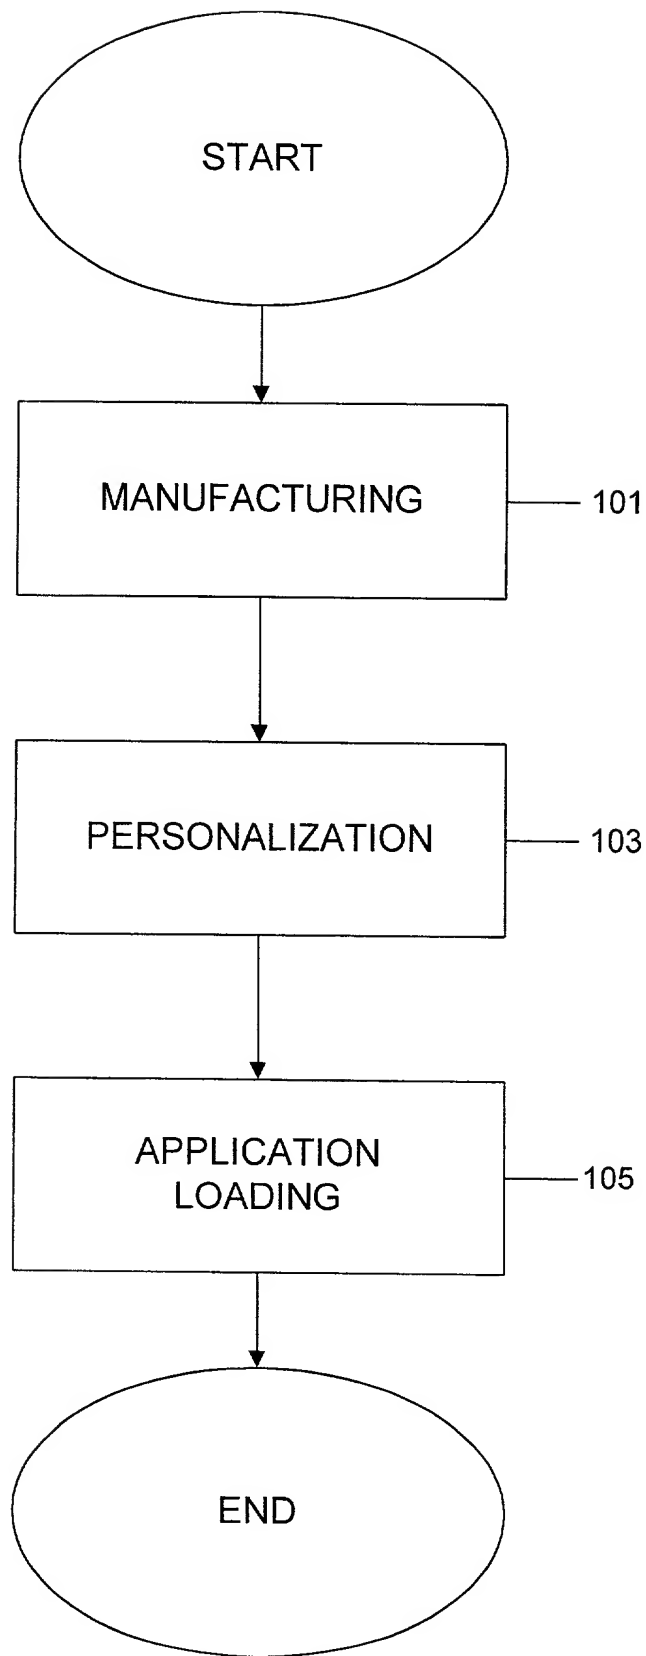 START
MANUFACTURING
101
PERSONALIZATION
103
APPLICATION
LOADING
105
END